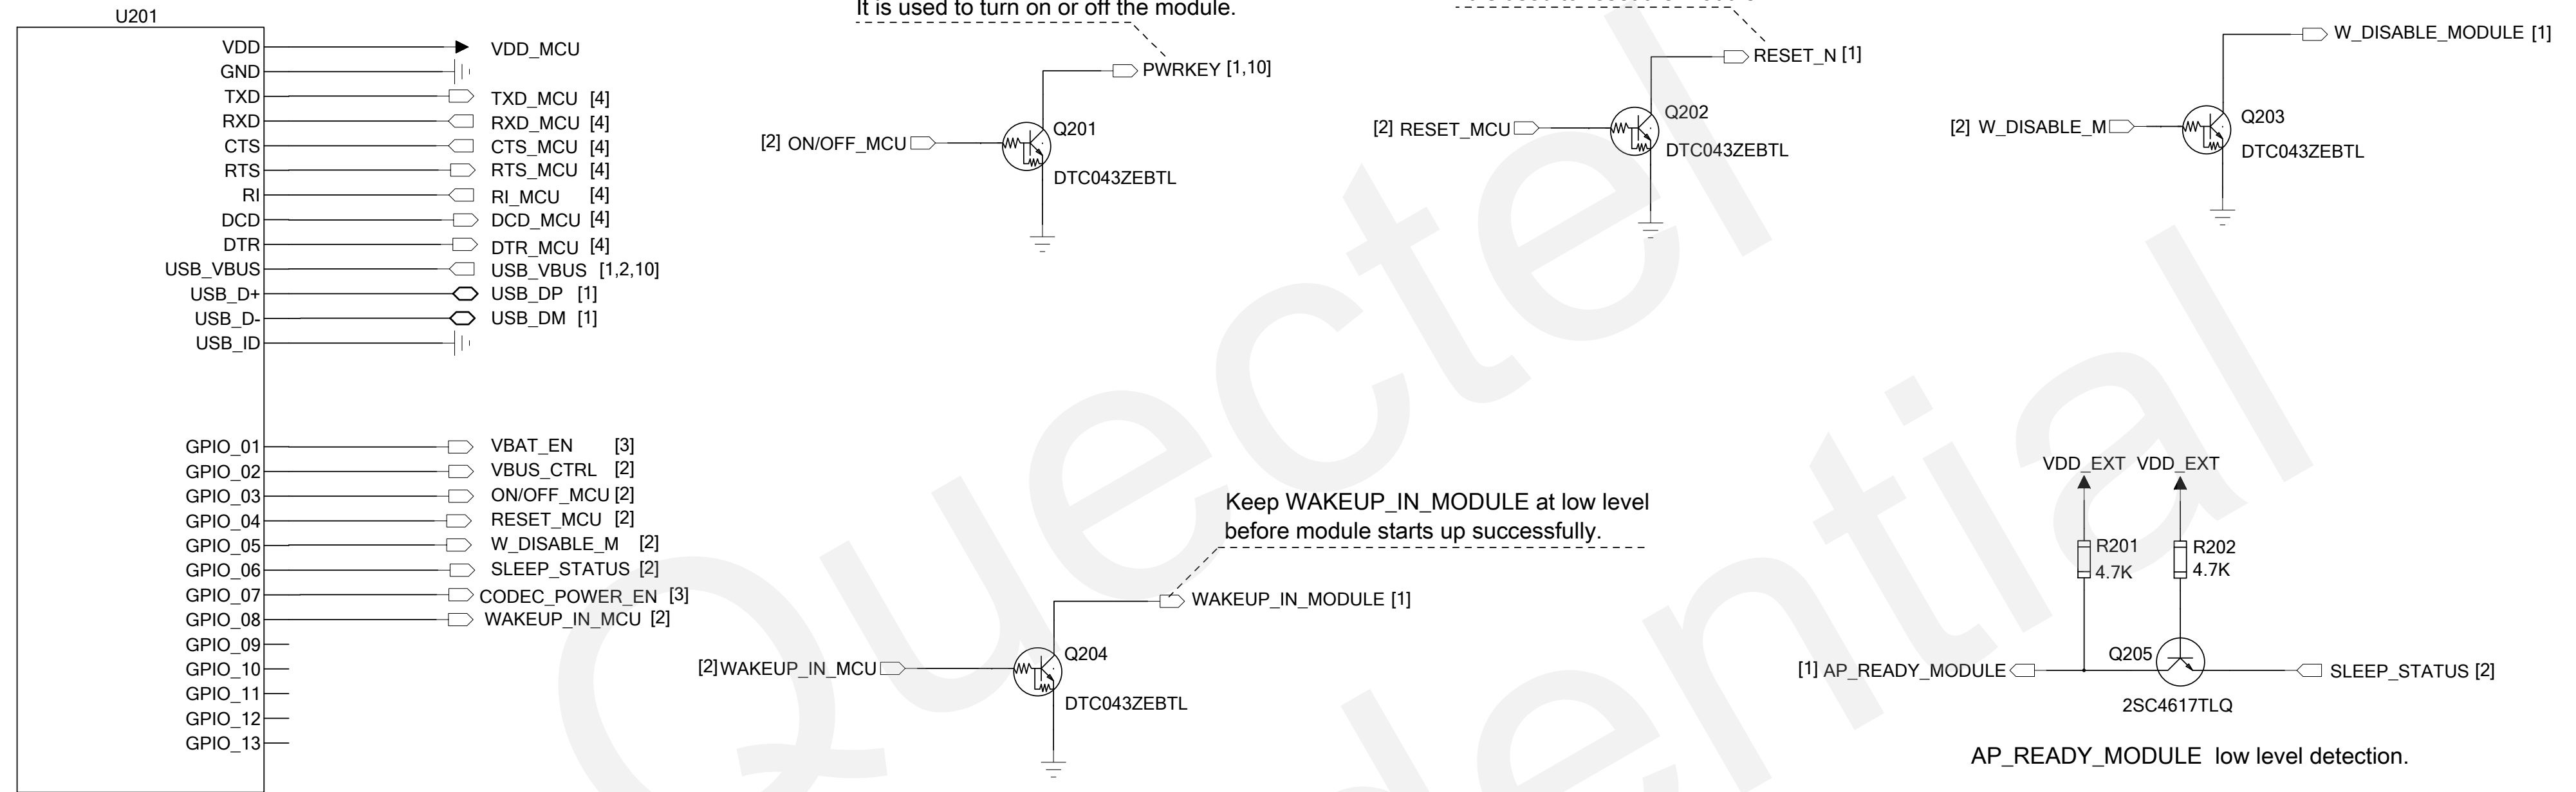 U201
VDD VDD_MCU
GND
TXD TXD_MCU [4]
RXD RXD_MCU [4]
CTS CTS_MCU [4]
RTS RTS_MCU [4]
RI RI_MCU [4]
DCD DCD_MCU [4]
DTR DTR_MCU [4]
USB_VBUS USB_VBUS [1,2,10]
USB_D+ USB_DP [1]
USB_D- USB_DM [1]
USB_ID
GPIO_01 VBAT_EN [3]
GPIO_02 VBUS_CTRL [2]
GPIO_03 ON/OFF_MCU [2]
GPIO_04 RESET_MCU [2]
GPIO_05 W_DISABLE_M [2]
GPIO_06 SLEEP_STATUS [2]
GPIO_07 CODEC_POWER_EN [3]
GPIO_08 WAKEUP_IN_MCU [2]
GPIO_09
GPIO_10
GPIO_11
GPIO_12
GPIO_13
It is used to turn on or off the module.
PWRKEY [1,10]
[2] ON/OFF_MCU
Q201
DTC043ZEBTL
RESET_N [1]
[2] RESET_MCU
Q202
DTC043ZEBTL
W_DISABLE_MODULE [1]
[2] W_DISABLE_M
Q203
DTC043ZEBTL
Keep WAKEUP_IN_MODULE at low level
before module starts up successfully.
WAKEUP_IN_MODULE [1]
[2] WAKEUP_IN_MCU
Q204
DTC043ZEBTL
VDD_EXT VDD_EXT
R201
4.7K
R202
4.7K
Q205
[1] AP_READY_MODULE
SLEEP_STATUS [2]
2SC4617TLQ
AP_READY_MODULE low level detection.
Quectel